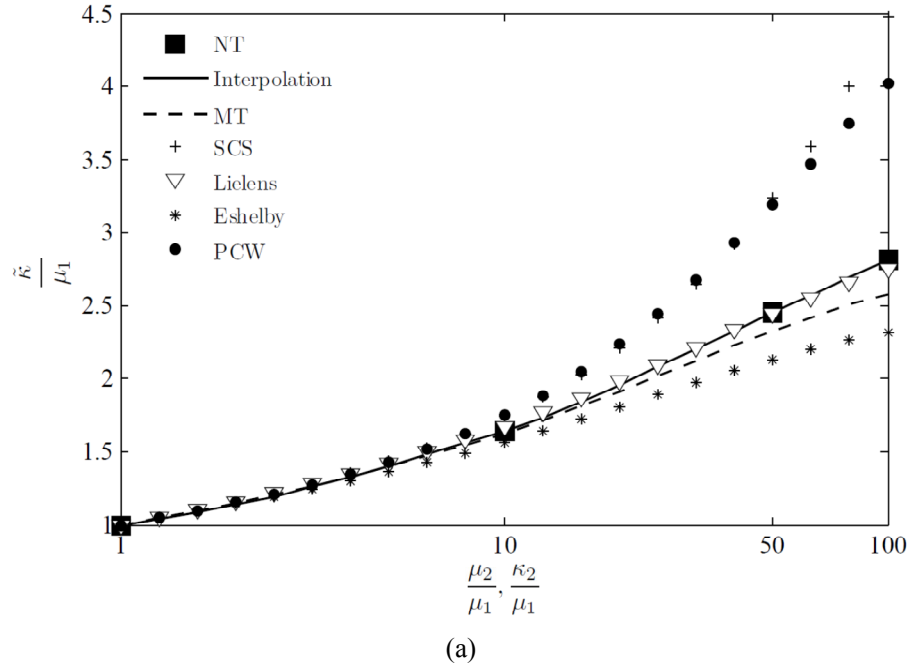 4.5
4
3.5
3
2.5
2
1.5
1
κ̃
μ₁
NT
Interpolation
MT
SCS
Lielens
Eshelby
PCW
1
10
50
100
μ₂/μ₁, κ₂/μ₁
(a)